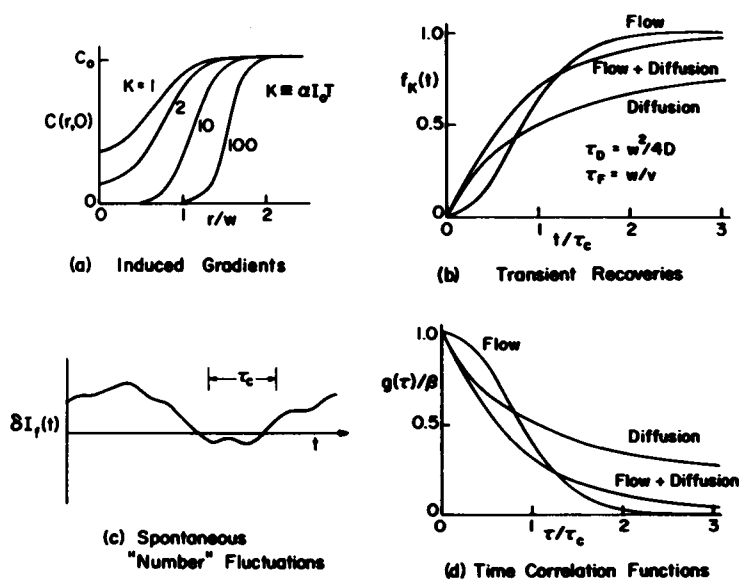 C₀
K = 1
2
10
100
K ≡ αI₀T
C(r,0)
0
0
1
2
r/w
(a) Induced Gradients
1.0
f_K(t)
0.5
0
Flow
Flow + Diffusion
Diffusion
τ_D = w²/4D
τ_F = w/v
0
1
2
3
t/τ_c
(b) Transient Recoveries
δI_f(t)
τ_c
t
(c) Spontaneous
"Number" Fluctuations
1.0
g(τ)/β
0.5
0
Flow
Diffusion
Flow + Diffusion
0
1
2
3
τ/τ_c
(d) Time Correlation Functions